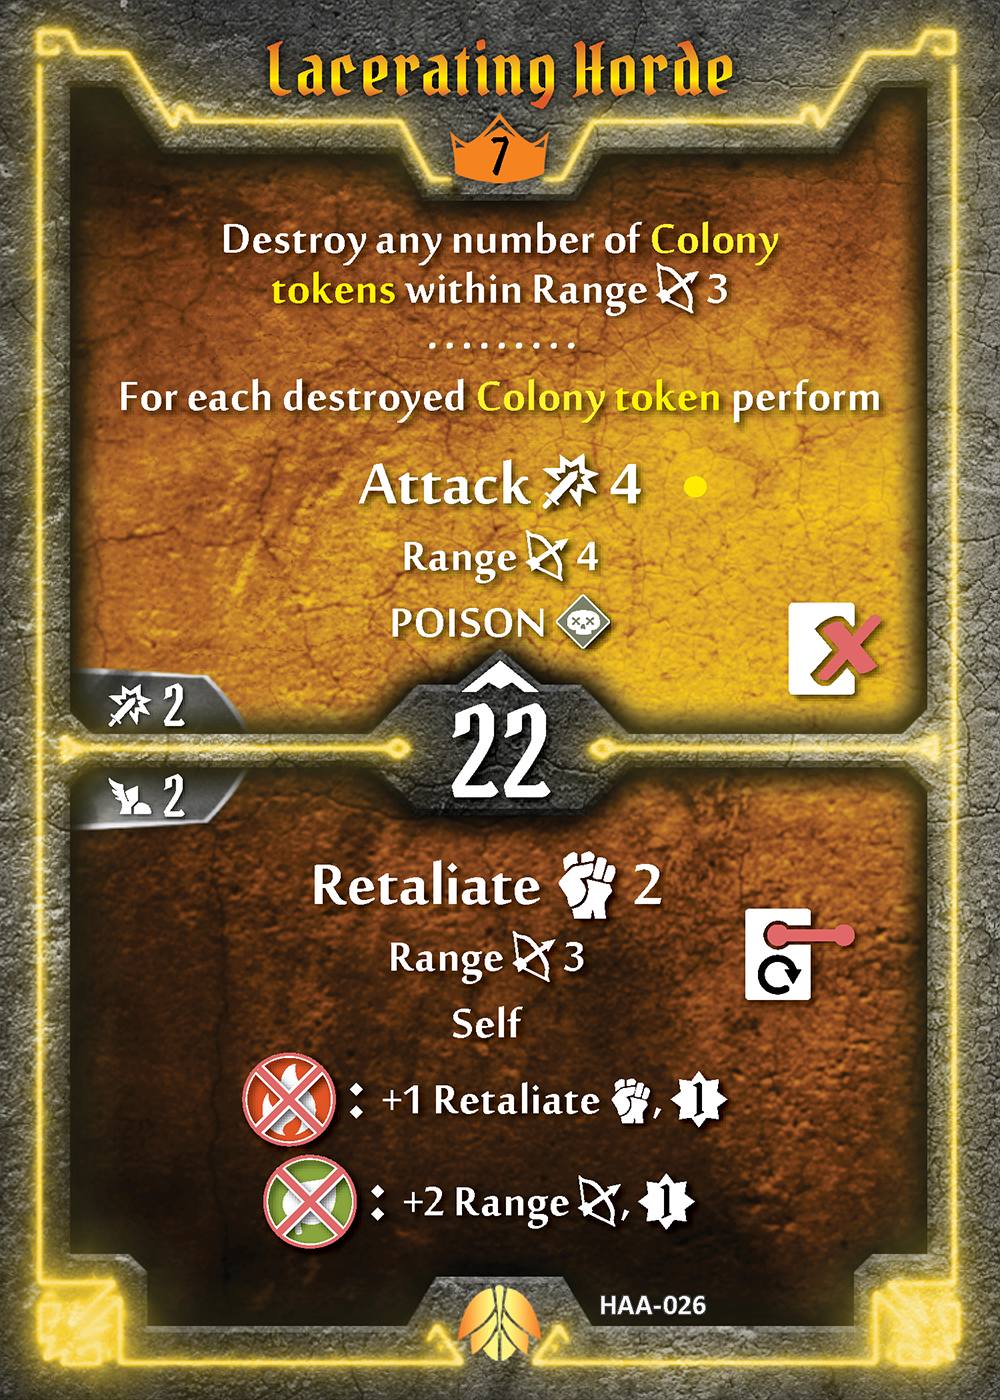 Lacerating Horde
7
Destroy any number of Colony
tokens within Range 3
.........
For each destroyed Colony token perform
Attack 4
Range 4
POISON
2
22
2
Retaliate 2
Range 3
Self
: +1 Retaliate , 1
: +2 Range , 1
HAA-026